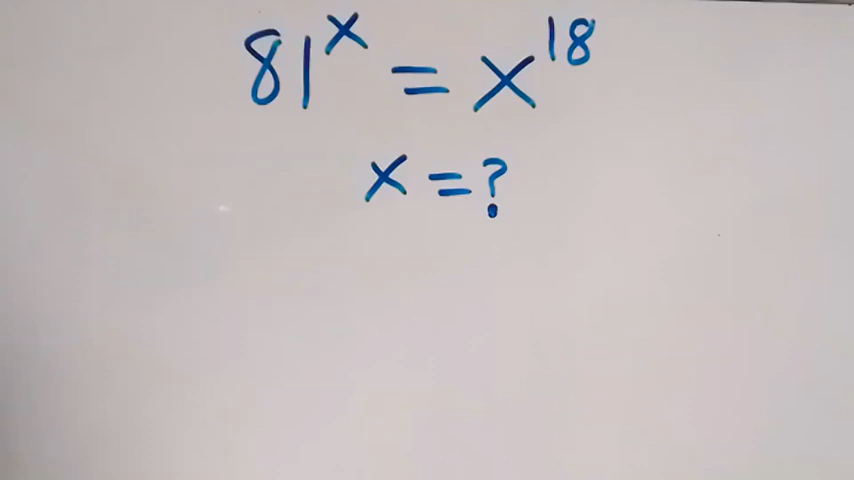 81^x = x^18
x = ?